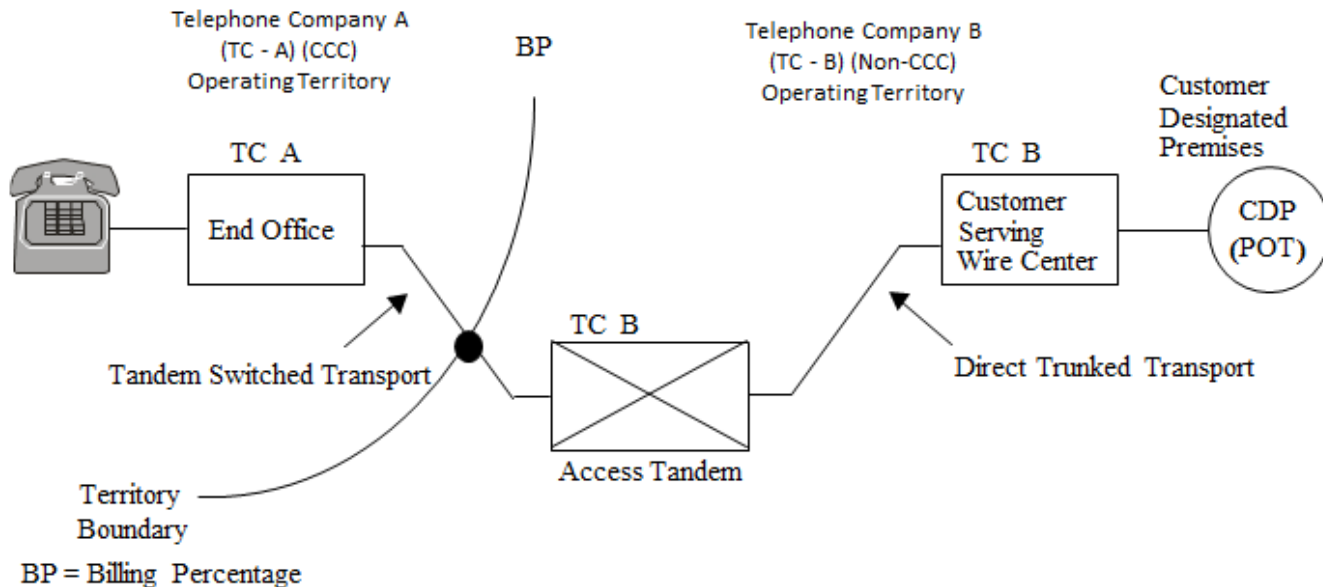 Telephone Company A
(TC - A) (CCC)
Operating Territory
BP
Telephone Company B
(TC - B) (Non-CCC)
Operating Territory
Customer
Designated
Premises
TC A
End Office
TC B
Customer
Serving
Wire Center
CDP
(POT)
Tandem Switched Transport
TC B
Access Tandem
Direct Trunked Transport
Territory
Boundary
BP = Billing Percentage